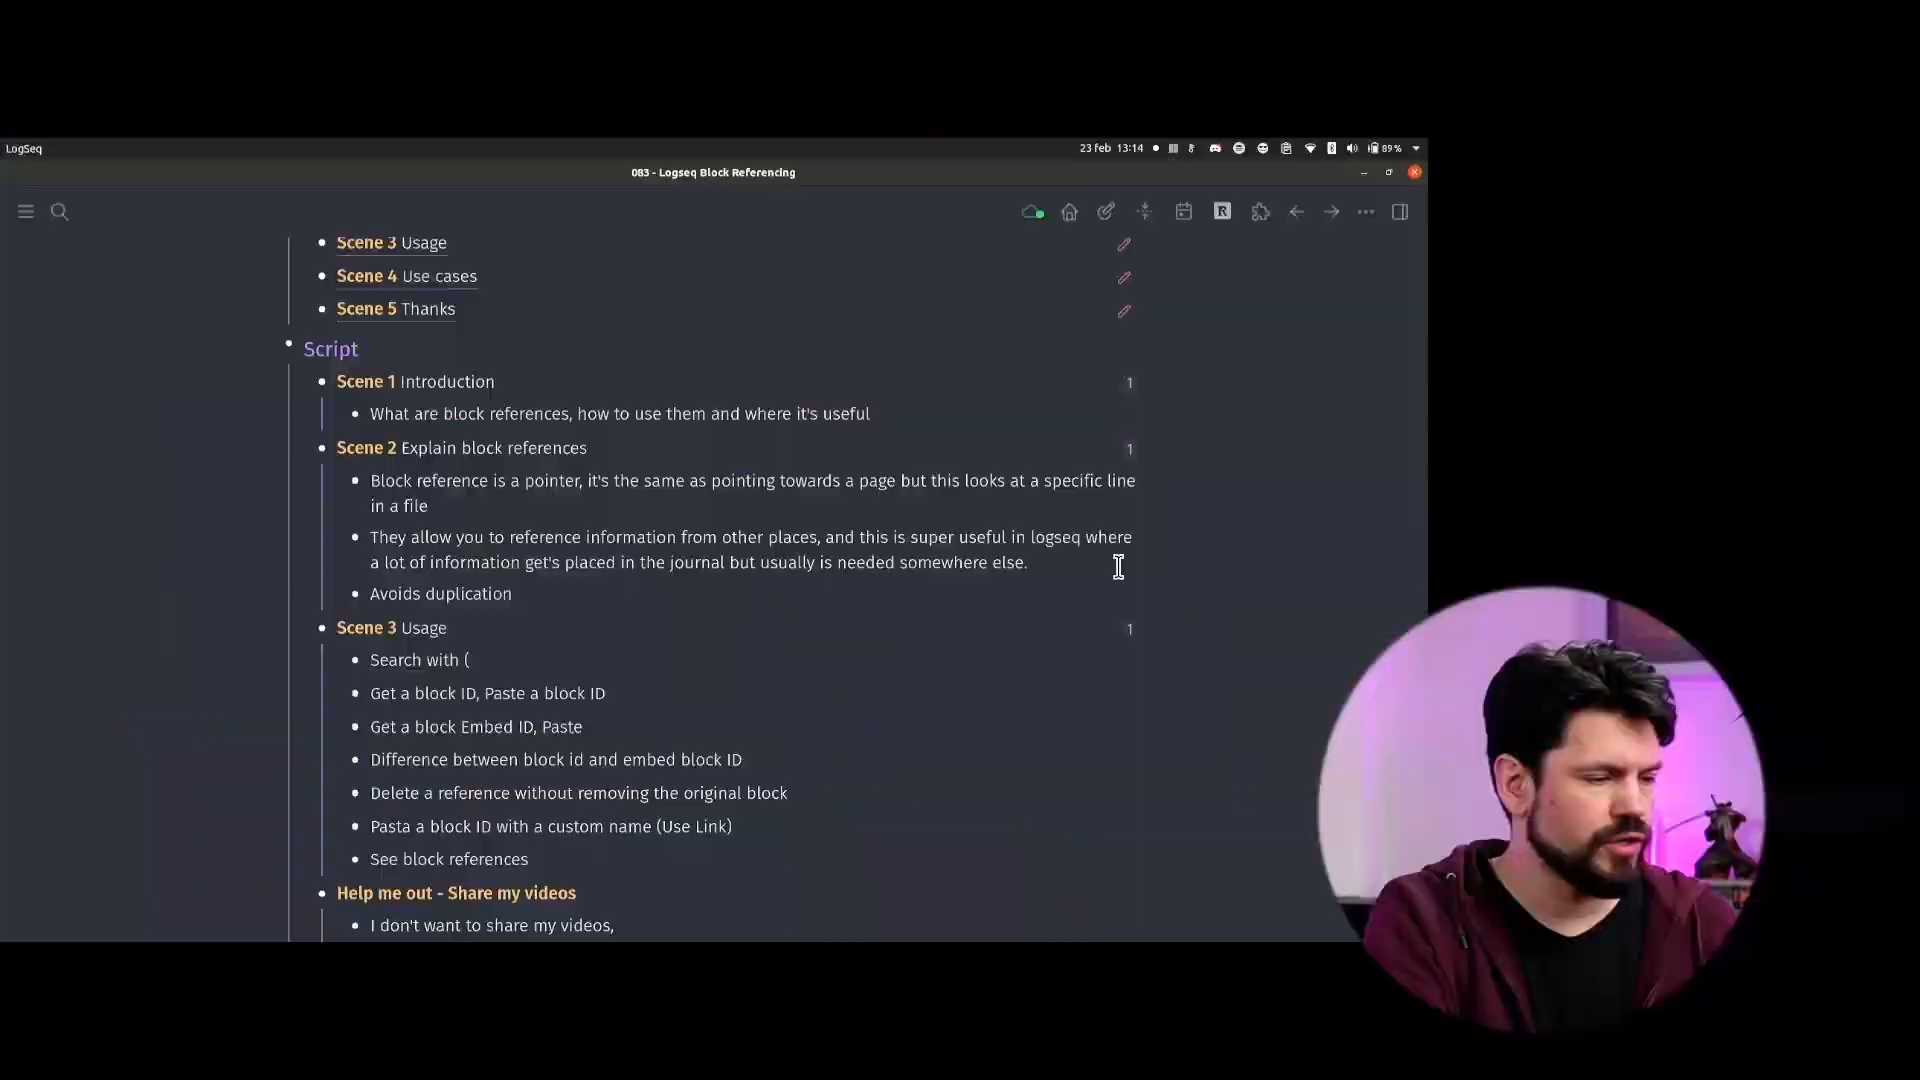 LogSeq
23 feb 13:14
89%
083 - Logseq Block Referencing
R
Scene 3 Usage
Scene 4 Use cases
Scene 5 Thanks
Script
Scene 1 Introduction
1
What are block references, how to use them and where it's useful
Scene 2 Explain block references
1
Block reference is a pointer, it's the same as pointing towards a page but this looks at a specific line
in a file
They allow you to reference information from other places, and this is super useful in logseq where
a lot of information get's placed in the journal but usually is needed somewhere else.
Avoids duplication
Scene 3 Usage
1
Search with (
Get a block ID, Paste a block ID
Get a block Embed ID, Paste
Difference between block id and embed block ID
Delete a reference without removing the original block
Pasta a block ID with a custom name (Use Link)
See block references
Help me out - Share my videos
I don't want to share my videos,